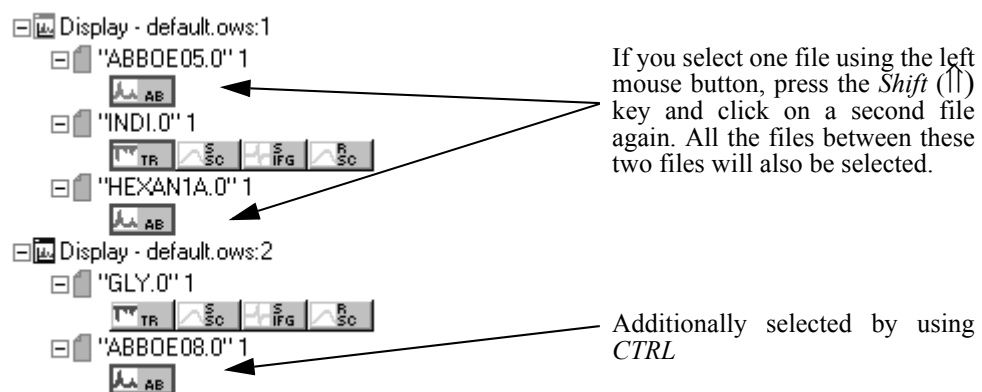 Display - default.ows:1
"ABBOE05.0" 1
AB
"INDI.0" 1
TR S SC S IFG R SC
"HEXAN1A.0" 1
AB
Display - default.ows:2
"GLY.0" 1
TR S SC S IFG R SC
"ABBOE08.0" 1
AB
If you select one file using the left
mouse button, press the Shift (⇑)
key and click on a second file
again. All the files between these
two files will also be selected.
Additionally selected by using
CTRL